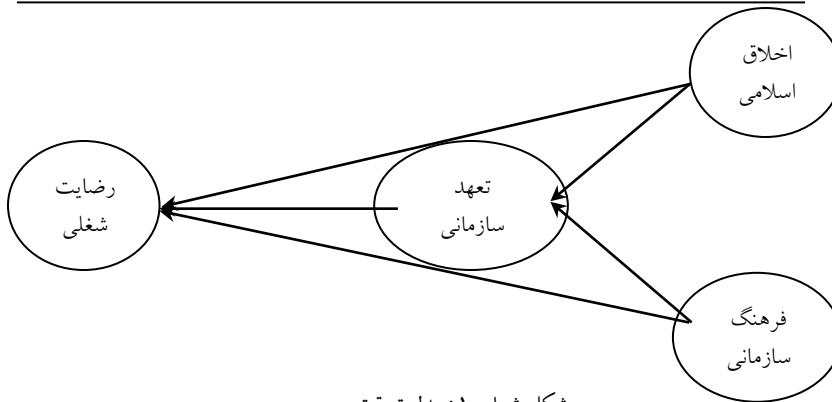 اخلاق
اسلامی
تعهد
سازمانی
رضایت
شغلی
فرهنگ
سازمانی